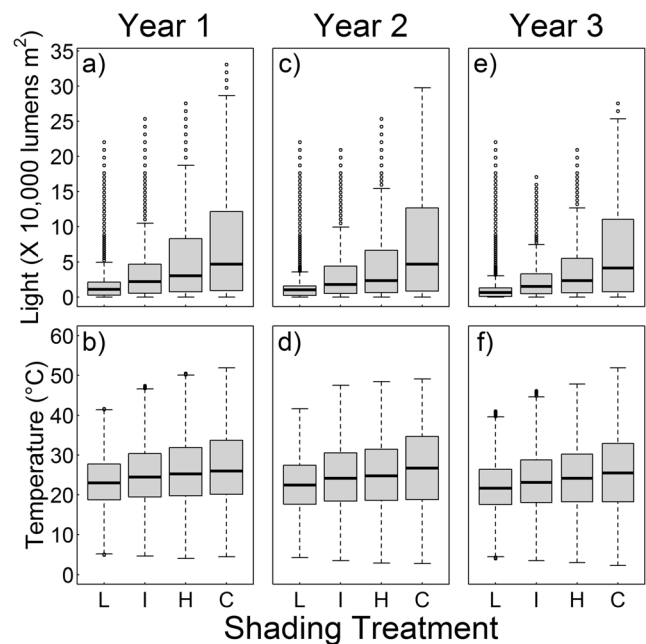 Year 1 Year 2 Year 3
Light (X 10,000 lumens m²)
35
30
25
20
15
10
5
0
a) c) e)
Temperature (°C)
60
50
40
30
20
10
0
b) d) f)
L I H C L I H C L I H C
Shading Treatment